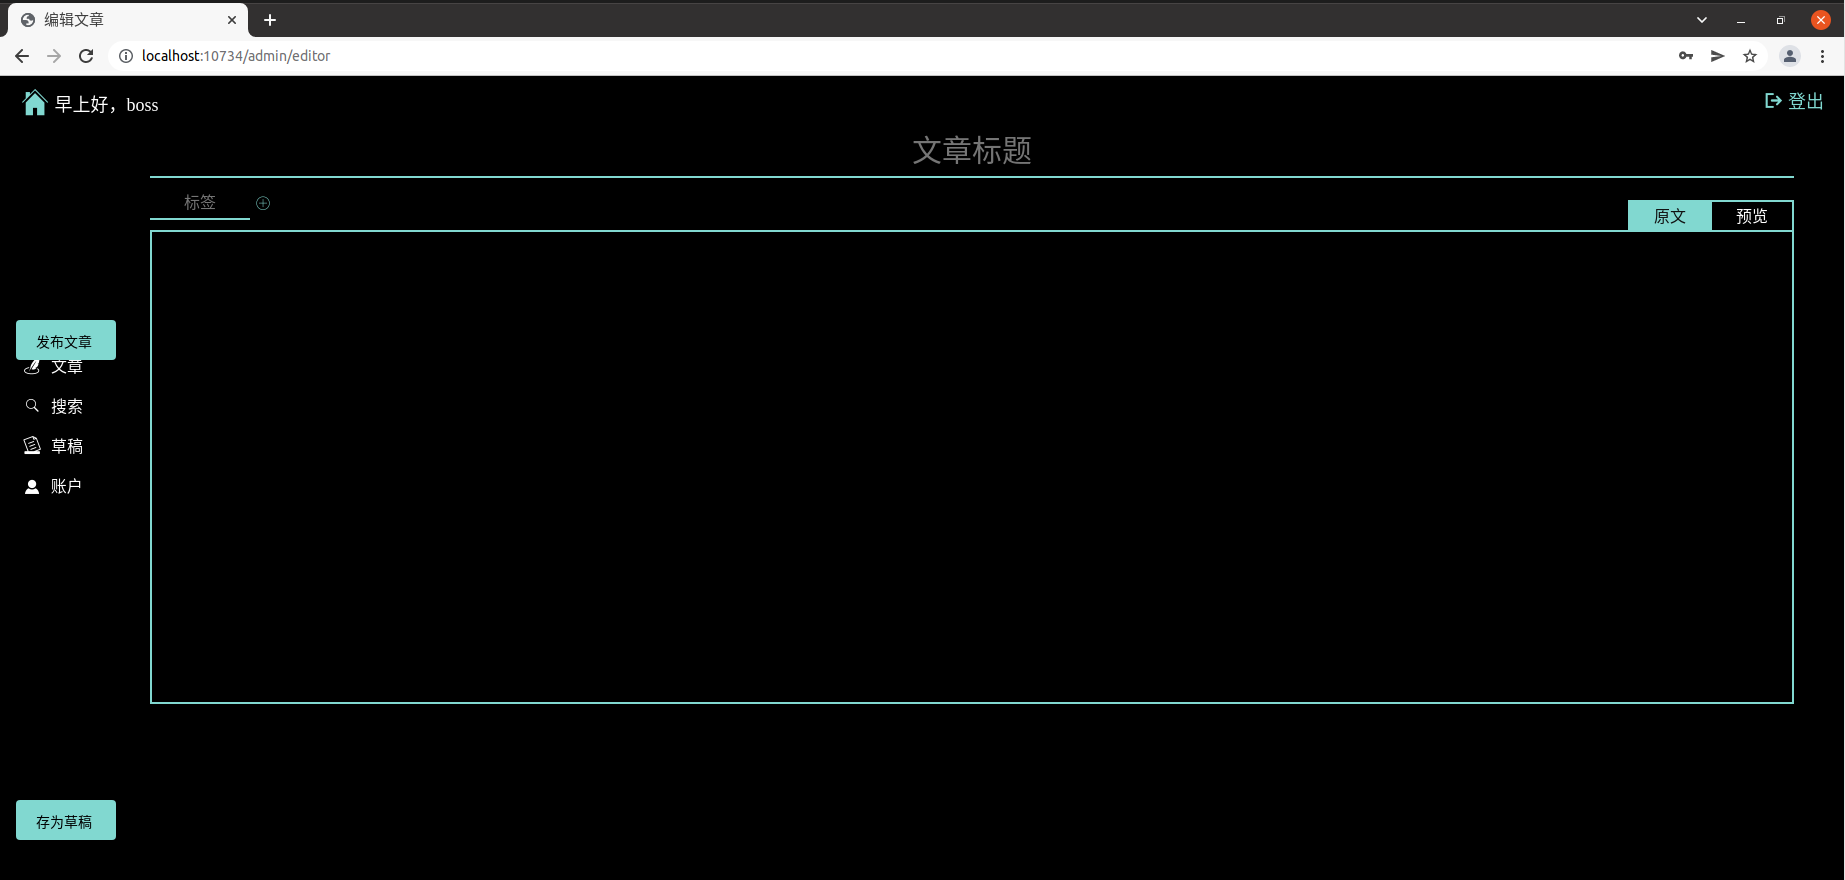 编辑文章
localhost:10734/admin/editor
早上好，boss
登出
文章标题
标签
原文
预览
发布文章
文章
搜索
草稿
账户
存为草稿